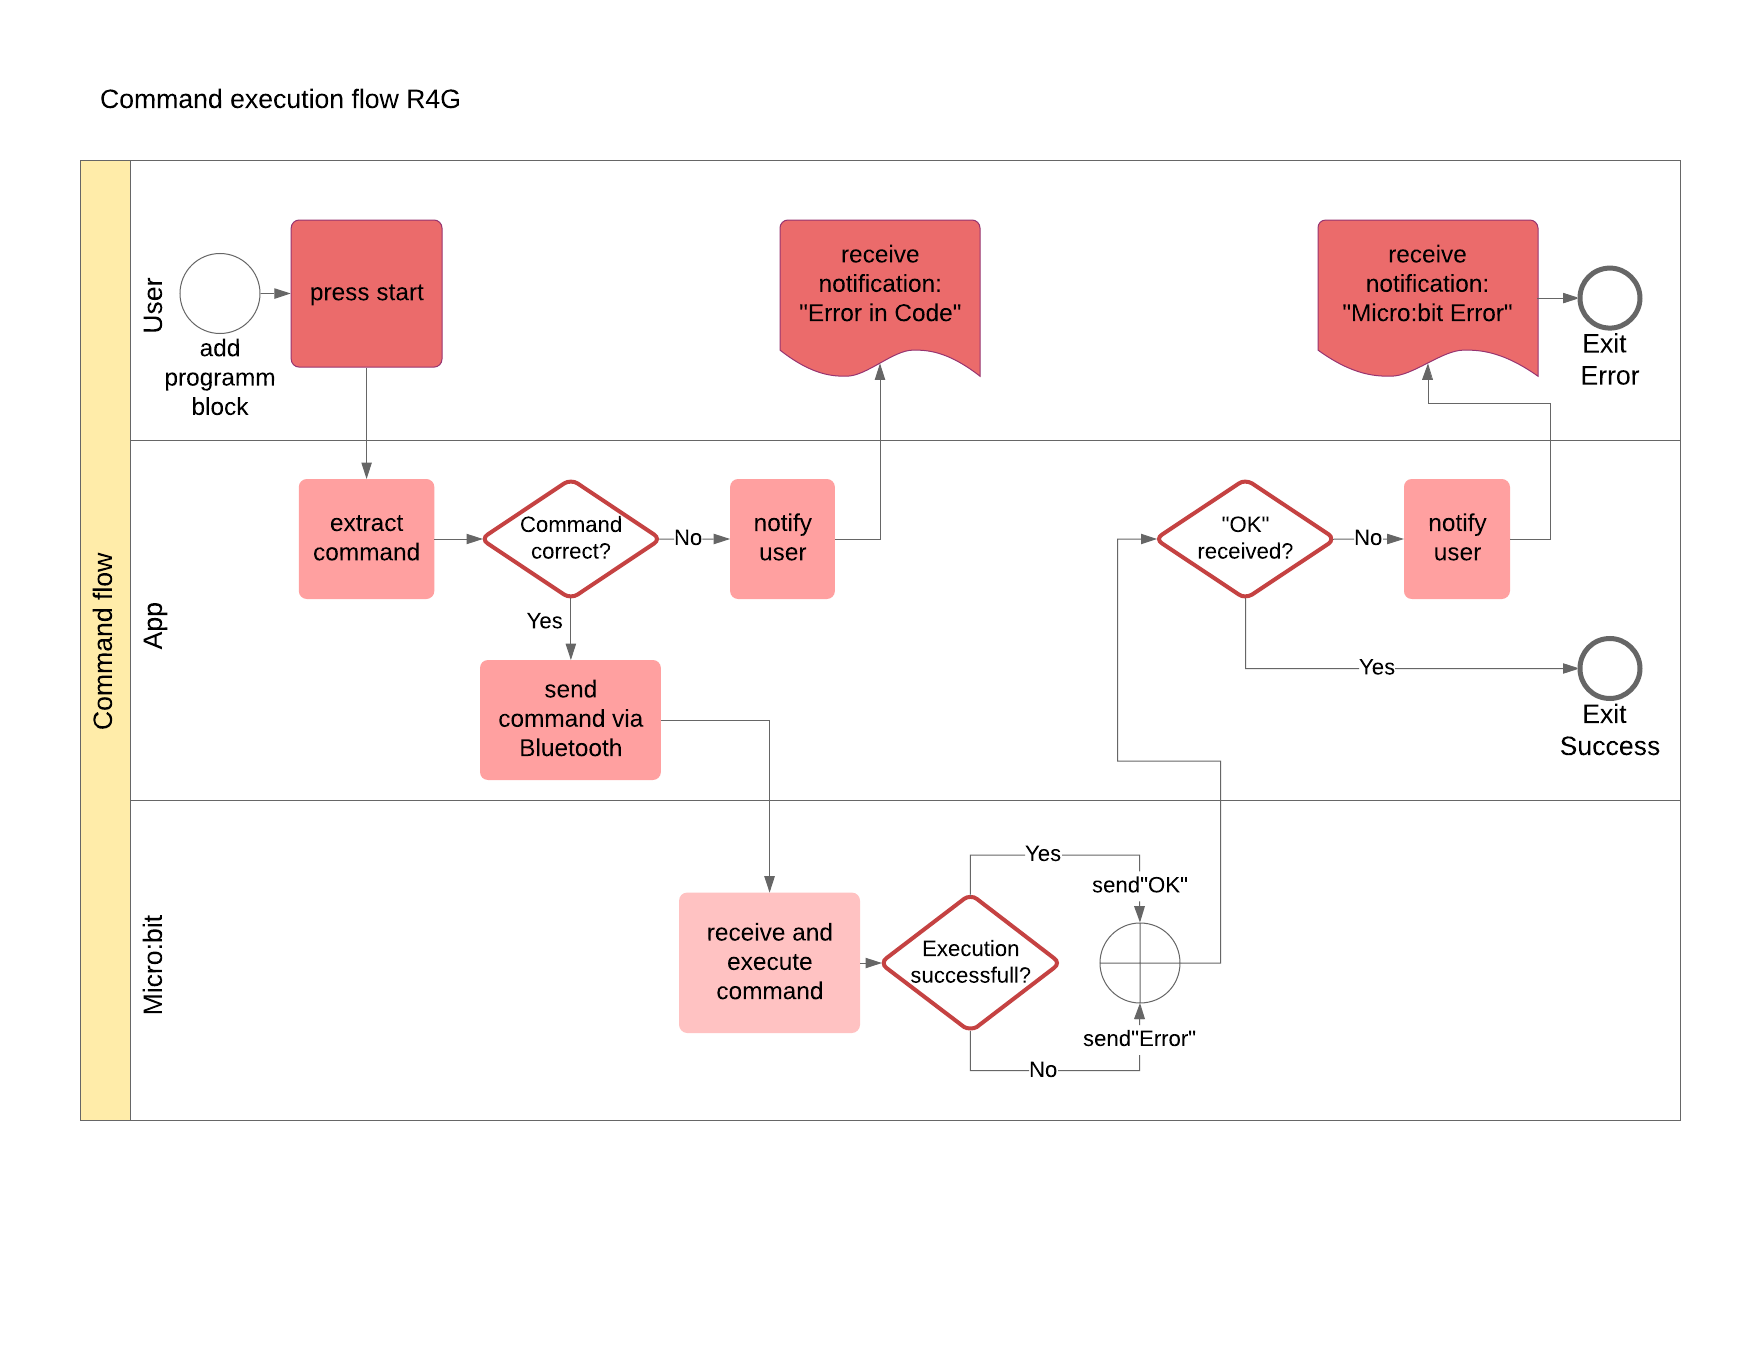 Command execution flow R4G
Command flow
User
add
programm
block
press start
receive
notification:
"Error in Code"
receive
notification:
"Micro:bit Error"
Exit
Error
App
extract
command
Command
correct?
No
notify
user
Yes
send
command via
Bluetooth
"OK"
received?
No
notify
user
Yes
Exit
Success
Micro:bit
receive and
execute
command
Execution
successfull?
Yes
send"OK"
send"Error"
No